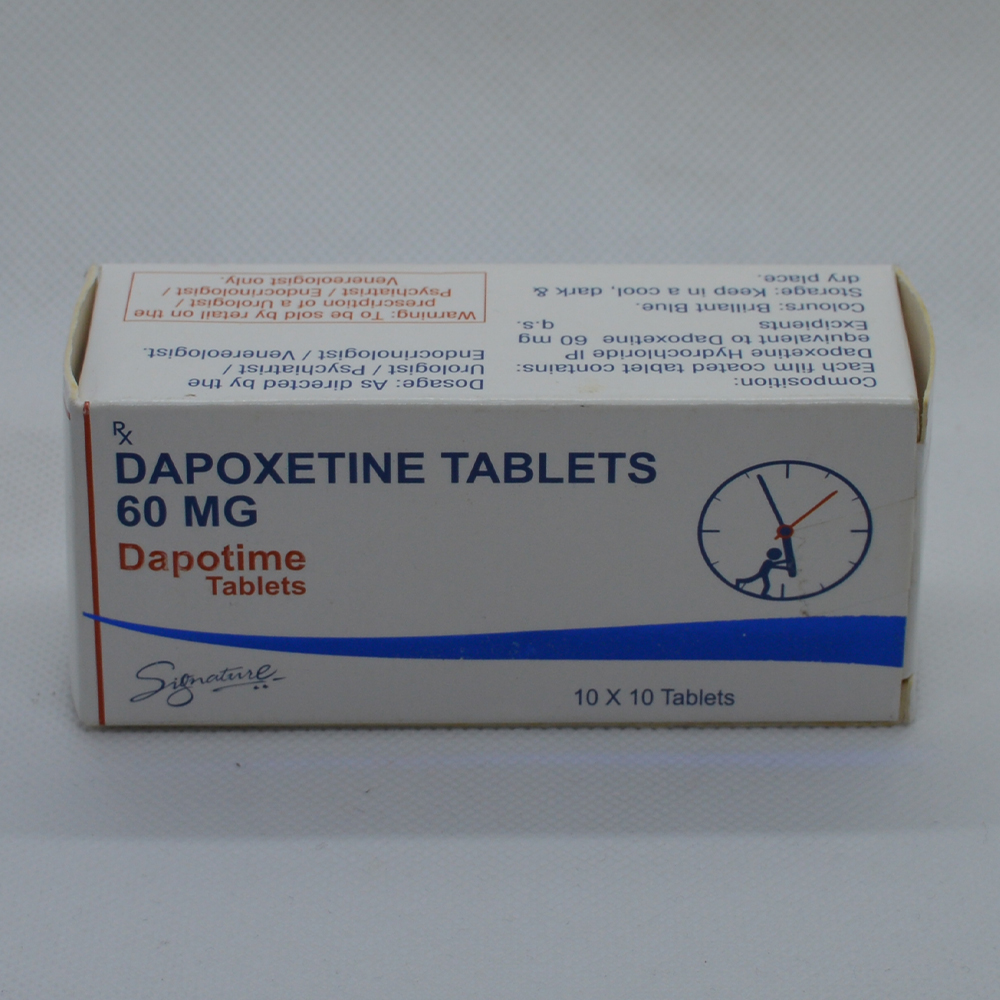 Composition:
Each film coated tablet contains:
Dapoxetine Hydrochloride IP
equivalent to Dapoxetine 60 mg
Excipients q.s.
Colours: Brilliant Blue.
Storage: Keep in a cool, dark &
dry place.
Dosage: As directed by the
Urologist / Psychiatrist /
Endocrinologist / Venereologist.
Warning: To be sold by retail on the
prescription of a Urologist /
Psychiatrist / Endocrinologist /
Venereologist only.
Rx
DAPOXETINE TABLETS
60 MG
Dapotime
Tablets
Signature
10 X 10 Tablets